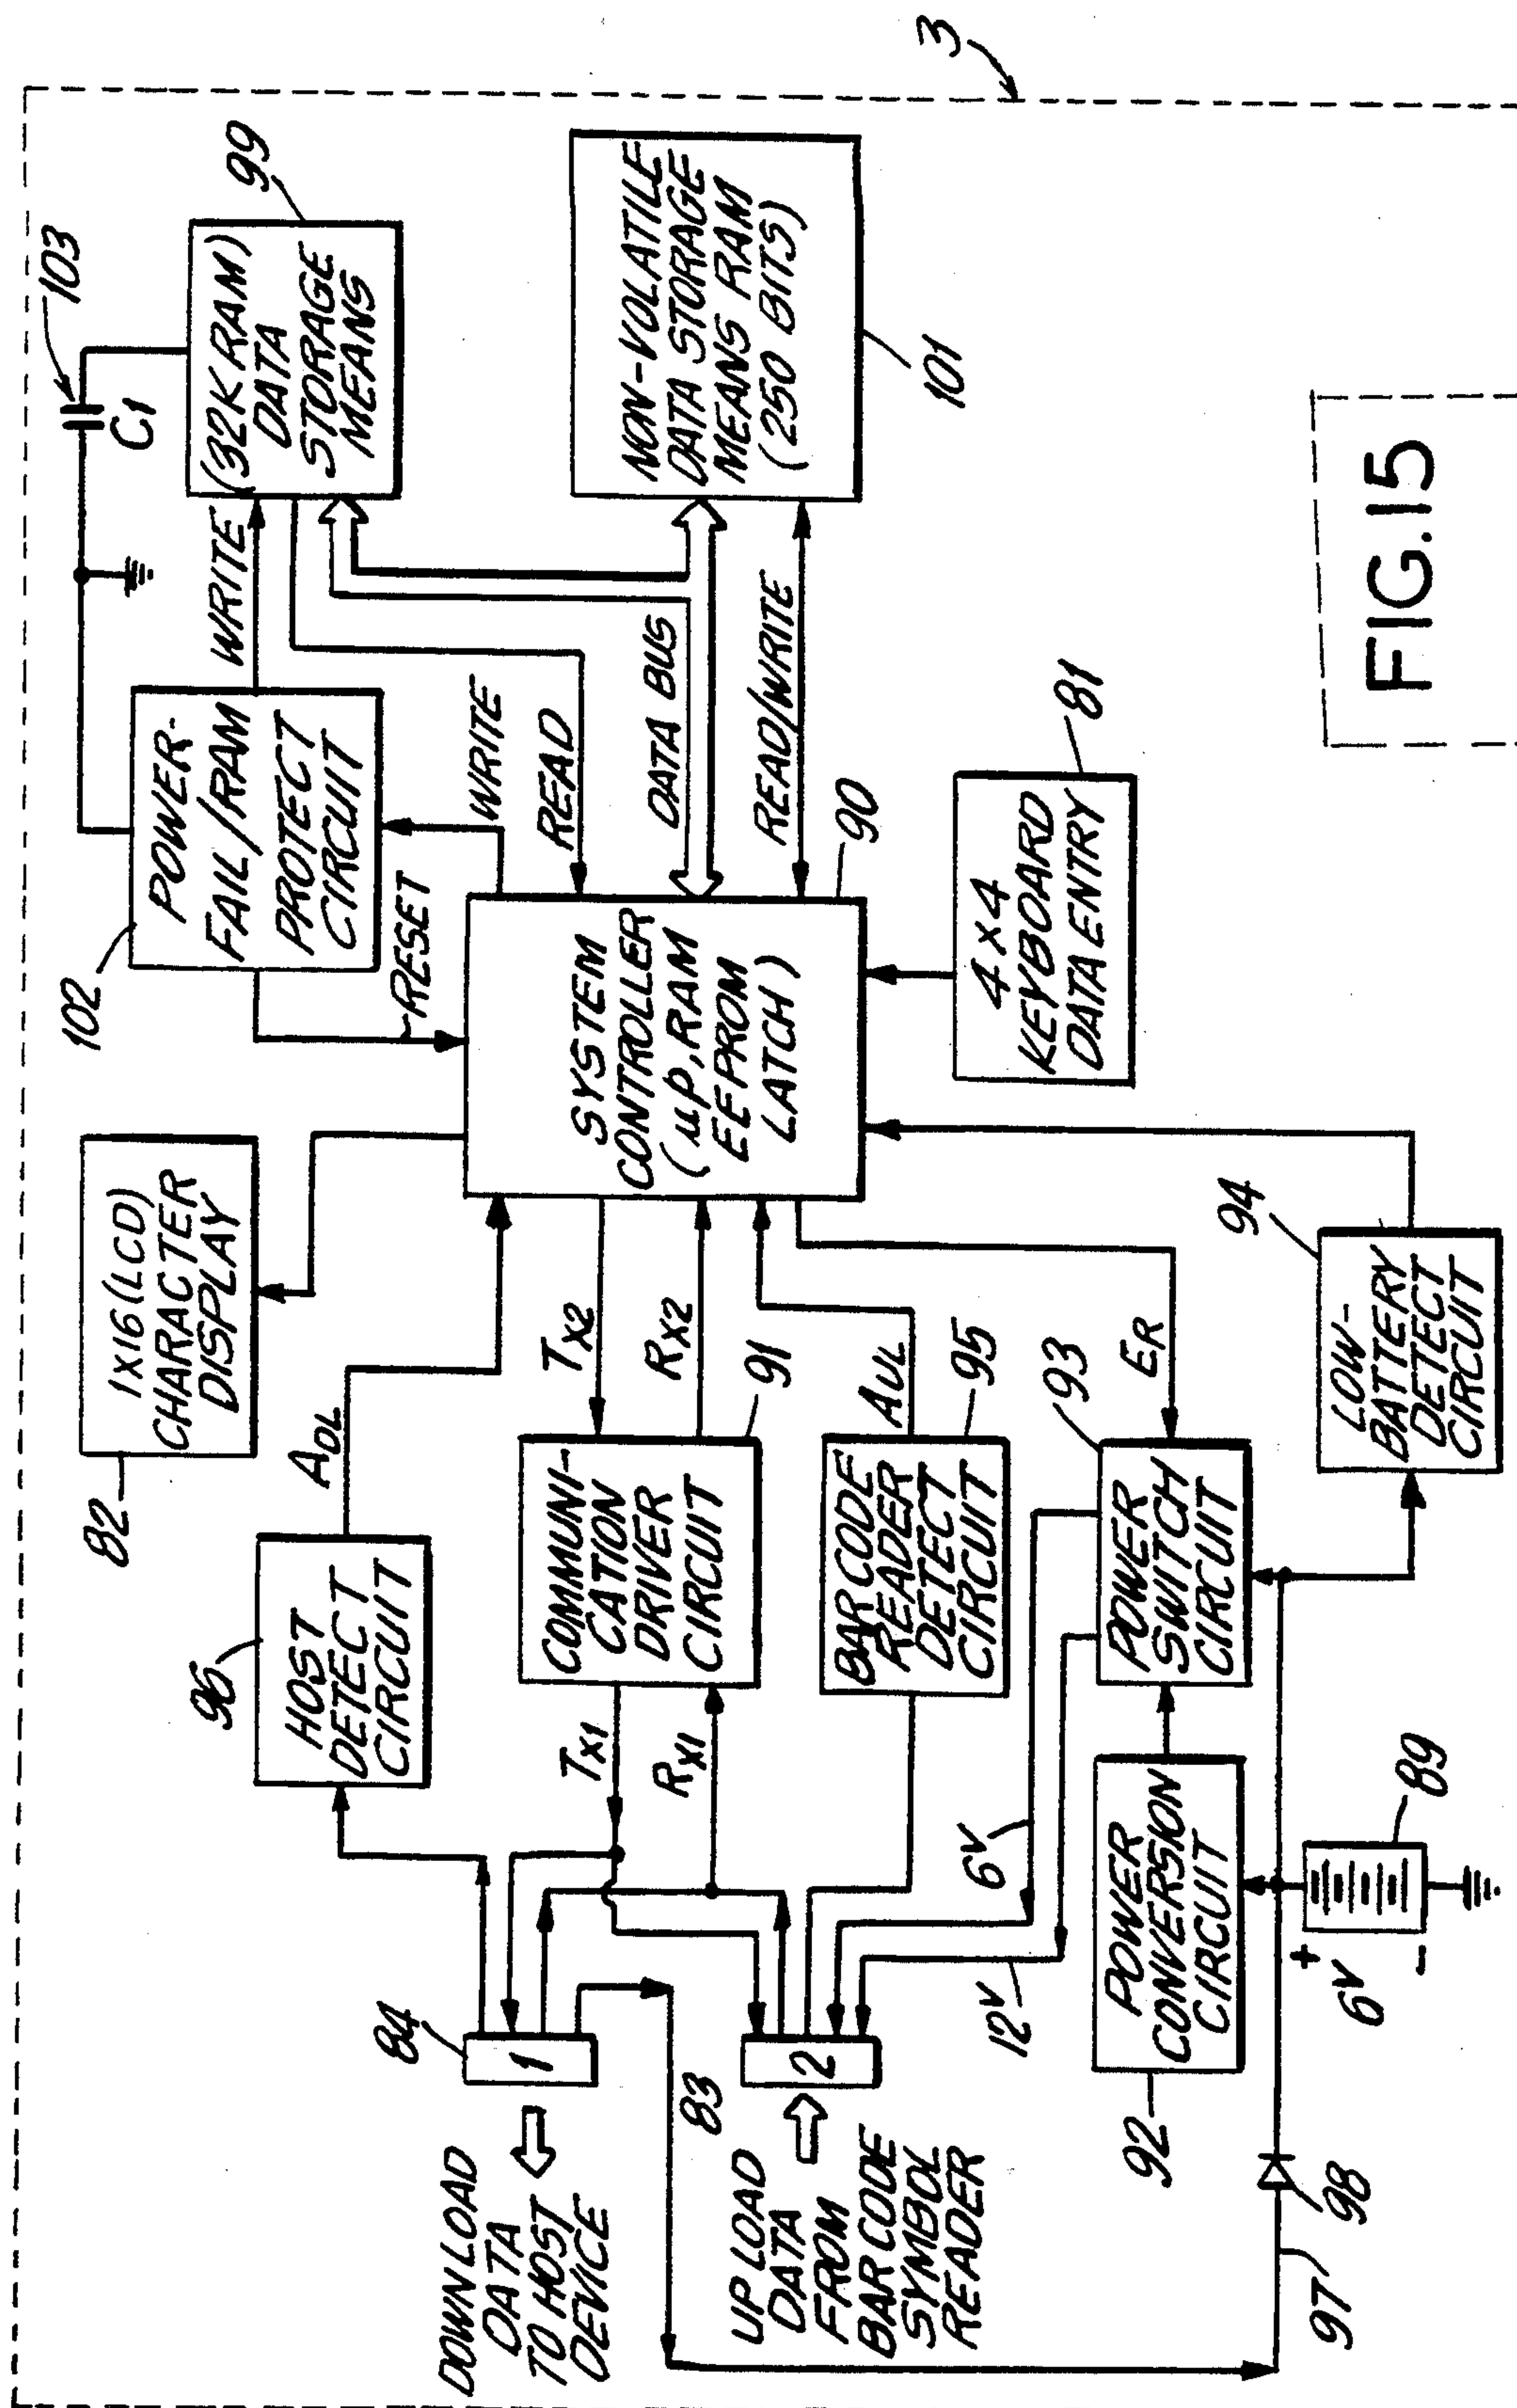 3
103
99
C1
(32K RAM)
DATA
STORAGE
MEANS
NON-VOLATILE
DATA STORAGE
MEANS RAM
(250 BITS)
101
102
POWER-
FAIL/RAM
PROTECT
CIRCUIT
WRITE
RESET
WRITE
READ
DATA BUS
READ/WRITE
82
1X16(LCD)
CHARACTER
DISPLAY
SYSTEM
CONTROLLER
(µP,RAM
EEPROM
LATCH)
90
4X4
KEYBOARD
DATA ENTRY
81
96
HOST
DETECT
CIRCUIT
ADL
COMMUNI-
CATION
DRIVER
CIRCUIT
91
TX2
RX2
TX1
RX1
BAR CODE
READER
DETECT
CIRCUIT
95
AUL
93
POWER
SWITCH
CIRCUIT
ER
94
LOW-
BATTERY
DETECT
CIRCUIT
84
1
DOWN LOAD
DATA
TO HOST
DEVICE
83
2
UP LOAD
DATA
FROM
BAR CODE
SYMBOL
READER
6V
12V
92
POWER
CONVERSION
CIRCUIT
+
6V
-
89
97
98
FIG.15